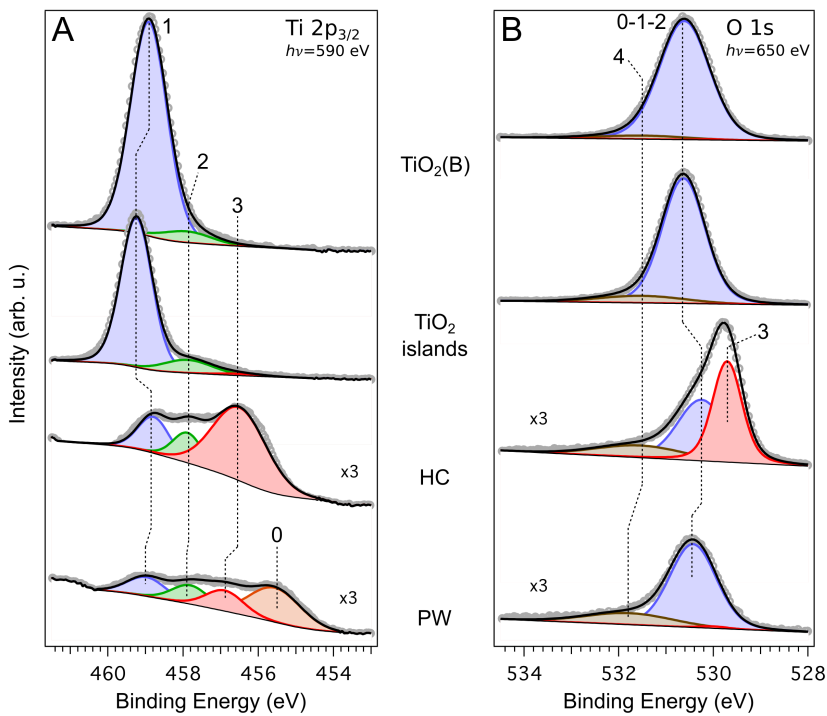 A
Ti 2p3/2
hν=590 eV
1
2
3
x3
0
x3
460
458
456
454
Binding Energy (eV)
Intensity (arb. u.)
TiO2(B)
TiO2
islands
HC
PW
B
0-1-2
4
O 1s
hν=650 eV
3
x3
x3
534
532
530
528
Binding Energy (eV)